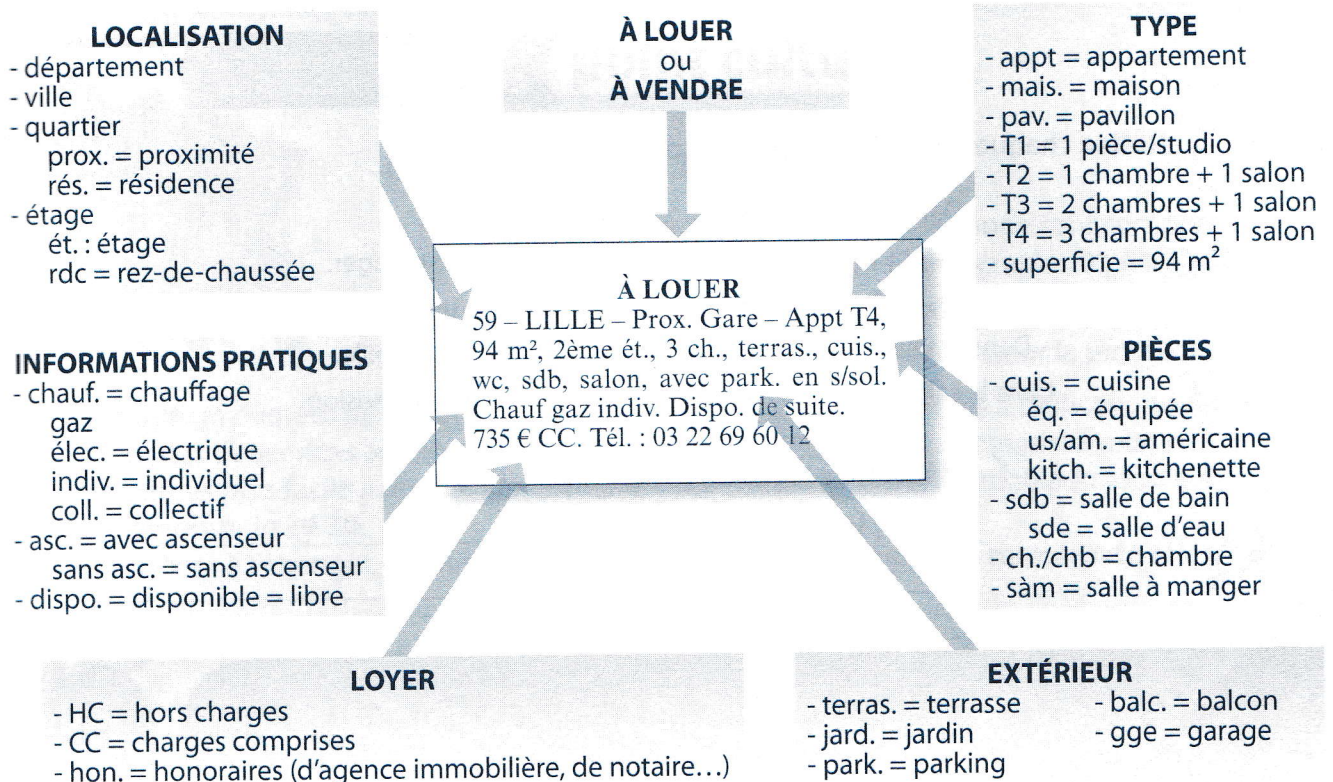 LOCALISATION
- département
- ville
- quartier
prox. = proximité
rés. = résidence
- étage
ét. : étage
rdc = rez-de-chaussée
À LOUER
ou
À VENDRE
TYPE
- appt = appartement
- mais. = maison
- pav. = pavillon
- T1 = 1 pièce/studio
- T2 = 1 chambre + 1 salon
- T3 = 2 chambres + 1 salon
- T4 = 3 chambres + 1 salon
- superficie = 94 m²
À LOUER
59 – LILLE – Prox. Gare – Appt T4,
94 m², 2ème ét., 3 ch., terras., cuis.,
wc, sdb, salon, avec park. en s/sol.
Chauf gaz indiv. Dispo. de suite.
735 € CC. Tél. : 03 22 69 60 12
INFORMATIONS PRATIQUES
- chauf. = chauffage
gaz
élec. = électrique
indiv. = individuel
coll. = collectif
- asc. = avec ascenseur
sans asc. = sans ascenseur
- dispo. = disponible = libre
PIÈCES
- cuis. = cuisine
éq. = équipée
us/am. = américaine
kitch. = kitchenette
- sdb = salle de bain
sde = salle d'eau
- ch./chb = chambre
- sàm = salle à manger
LOYER
- HC = hors charges
- CC = charges comprises
- hon. = honoraires (d'agence immobilière, de notaire…)
EXTÉRIEUR
- terras. = terrasse
- jard. = jardin
- park. = parking
- balc. = balcon
- gge = garage